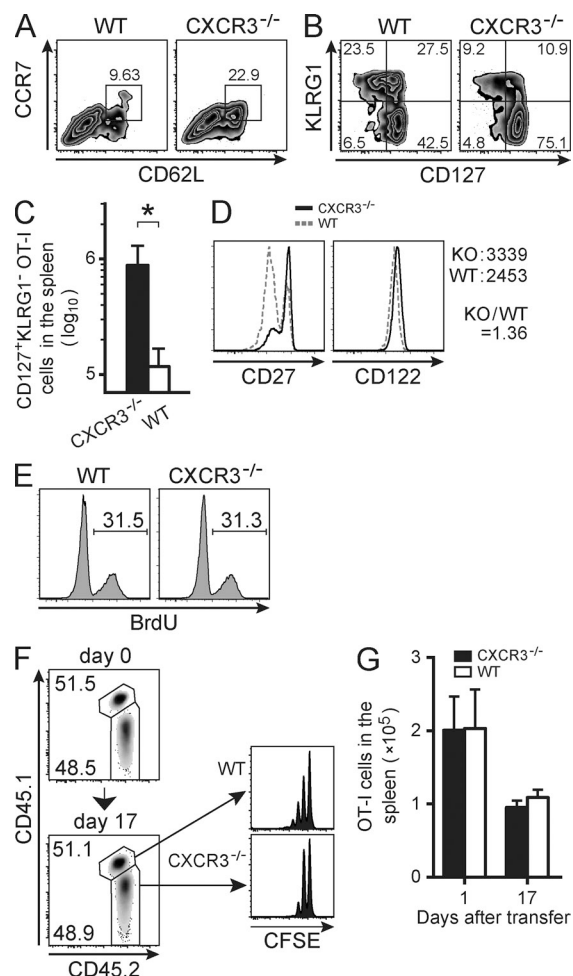 A
WT
CXCR3⁻/⁻
9.63
22.9
CCR7
CD62L
B
WT
CXCR3⁻/⁻
23.5
27.5
9.2
10.9
6.5
42.5
4.8
75.1
KLRG1
CD127
C
*
6
5
CD127⁺KLRG1⁻ OT-I
cells in the spleen
(log₁₀)
CXCR3⁻/⁻
WT
D
CXCR3⁻/⁻
WT
KO:3339
WT:2453
KO/WT
=1.36
CD27
CD122
E
WT
CXCR3⁻/⁻
31.5
31.3
BrdU
F
day 0
51.5
48.5
day 17
51.1
48.9
CD45.1
CD45.2
WT
CXCR3⁻/⁻
CFSE
G
CXCR3⁻/⁻
WT
3
2
1
0
OT-I cells in the
spleen (×10⁵)
1
17
Days after transfer